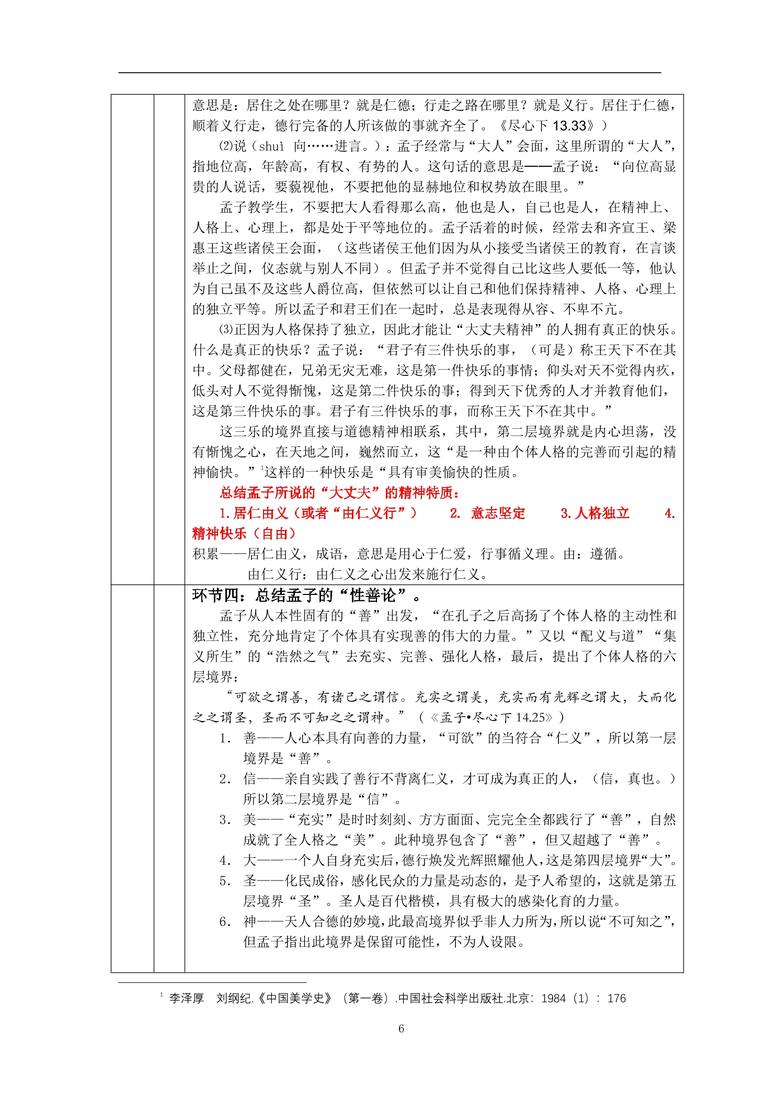 意思是：居住之处在哪里？就是仁德；行走之路在哪里？就是义行。居住于仁德，
顺着义行走，德行完备的人所该做的事就齐全了。《尽心下 13.33》）
⑵说（shuì 向……进言。）：孟子经常与“大人”会面，这里所谓的“大人”，
指地位高，年龄高，有权、有势的人。这句话的意思是——孟子说：“向位高显
贵的人说话，要藐视他，不要把他的显赫地位和权势放在眼里。”
孟子教学生，不要把大人看得那么高，他也是人，自己也是人，在精神上、
人格上、心理上，都是处于平等地位的。孟子活着的时候，经常去和齐宣王、梁
惠王这些诸侯王会面，（这些诸侯王他们因为从小接受当诸侯王的教育，在言谈
举止之间，仪态就与别人不同）。但孟子并不觉得自己比这些人要低一等，他认
为自己虽不及这些人爵位高，但依然可以让自己和他们保持精神、人格、心理上
的独立平等。所以孟子和君王们在一起时，总是表现得从容、不卑不亢。
⑶正因为人格保持了独立，因此才能让“大丈夫精神”的人拥有真正的快乐。
什么是真正的快乐？孟子说：“君子有三件快乐的事，（可是）称王天下不在其
中。父母都健在，兄弟无灾无难，这是第一件快乐的事情；仰头对天不觉得内疚，
低头对人不觉得惭愧，这是第二件快乐的事；得到天下优秀的人才并教育他们，
这是第三件快乐的事。君子有三件快乐的事，而称王天下不在其中。”
这三乐的境界直接与道德精神相联系，其中，第二层境界就是内心坦荡，没
有惭愧之心，在天地之间，巍然而立，这“是一种由个体人格的完善而引起的精
神愉快。”1这样的一种快乐是“具有审美愉快的性质。
总结孟子所说的“大丈夫”的精神特质：
1.居仁由义（或者“由仁义行”） 2. 意志坚定 3.人格独立 4.
精神快乐（自由）
积累——居仁由义，成语，意思是用心于仁爱，行事循义理。由：遵循。
由仁义行：由仁义之心出发来施行仁义。
环节四：总结孟子的“性善论”。
孟子从人本性固有的“善”出发，“在孔子之后高扬了个体人格的主动性和
独立性，充分地肯定了个体具有实现善的伟大的力量。”又以“配义与道”“集
义所生”的“浩然之气”去充实、完善、强化人格，最后，提出了个体人格的六
层境界：
“可欲之谓善，有诸己之谓信。充实之谓美，充实而有光辉之谓大，大而化
之之谓圣，圣而不可知之之谓神。”（《孟子•尽心下 14.25》）
1. 善——人心本具有向善的力量，“可欲”的当符合“仁义”，所以第一层
境界是“善”。
2. 信——亲自实践了善行不背离仁义，才可成为真正的人，（信，真也。）
所以第二层境界是“信”。
3. 美——“充实”是时时刻刻、方方面面、完完全全都践行了“善”，自然
成就了全人格之“美”。此种境界包含了“善”，但又超越了“善”。
4. 大——一个人自身充实后，德行焕发光辉照耀他人，这是第四层境界“大”。
5. 圣——化民成俗，感化民众的力量是动态的，是予人希望的，这就是第五
层境界“圣”。圣人是百代楷模，具有极大的感染化育的力量。
6. 神——天人合德的妙境，此最高境界似乎非人力所为，所以说“不可知之”，
但孟子指出此境界是保留可能性，不为人设限。
1 李泽厚 刘纲纪.《中国美学史》（第一卷）.中国社会科学出版社.北京：1984（1）：176
6